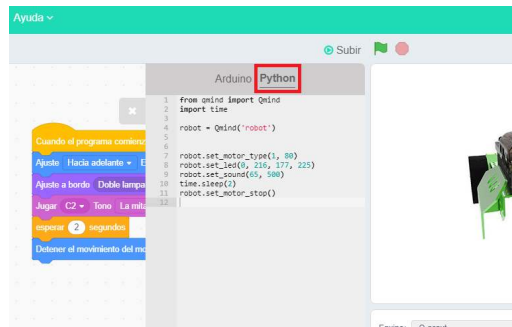 Ayuda
Subir
Arduino Python
1 from qmind import Qmind
2 import time
3
4 robot = Qmind('robot')
5
6
7 robot.set_motor_type(1, 80)
8 robot.set_led(0, 216, 177, 225)
9 robot.set_sound(65, 500)
10 time.sleep(2)
11 robot.set_motor_stop()
12
Cuando el programa comienz
Ajuste Hacia adelante E
Ajuste a bordo Doble lampa
Jugar C2 Tono La mita
esperar 2 segundos
Detener el movimiento del mo